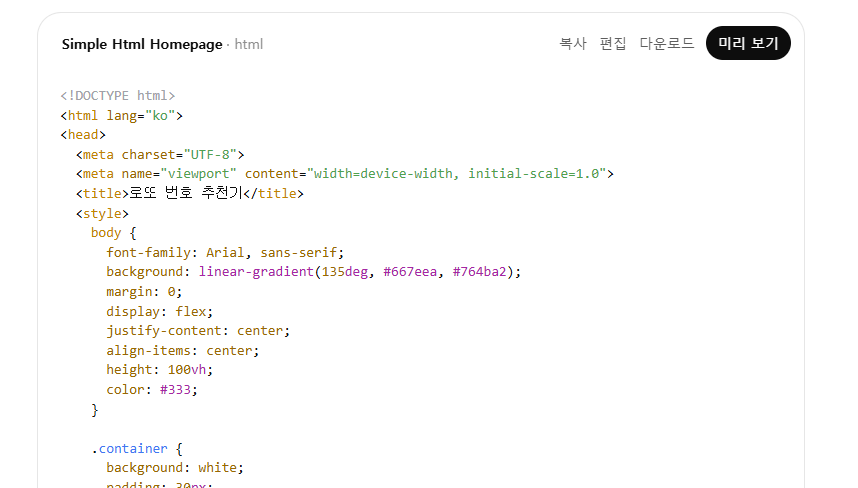 Simple Html Homepage · html 복사 편집 다운로드 미리 보기
<!DOCTYPE html>
<html lang="ko">
<head>
  <meta charset="UTF-8">
  <meta name="viewport" content="width=device-width, initial-scale=1.0">
  <title>로또 번호 추천기</title>
  <style>
    body {
      font-family: Arial, sans-serif;
      background: linear-gradient(135deg, #667eea, #764ba2);
      margin: 0;
      display: flex;
      justify-content: center;
      align-items: center;
      height: 100vh;
      color: #333;
    }
    .container {
      background: white;
      padding: 30px;